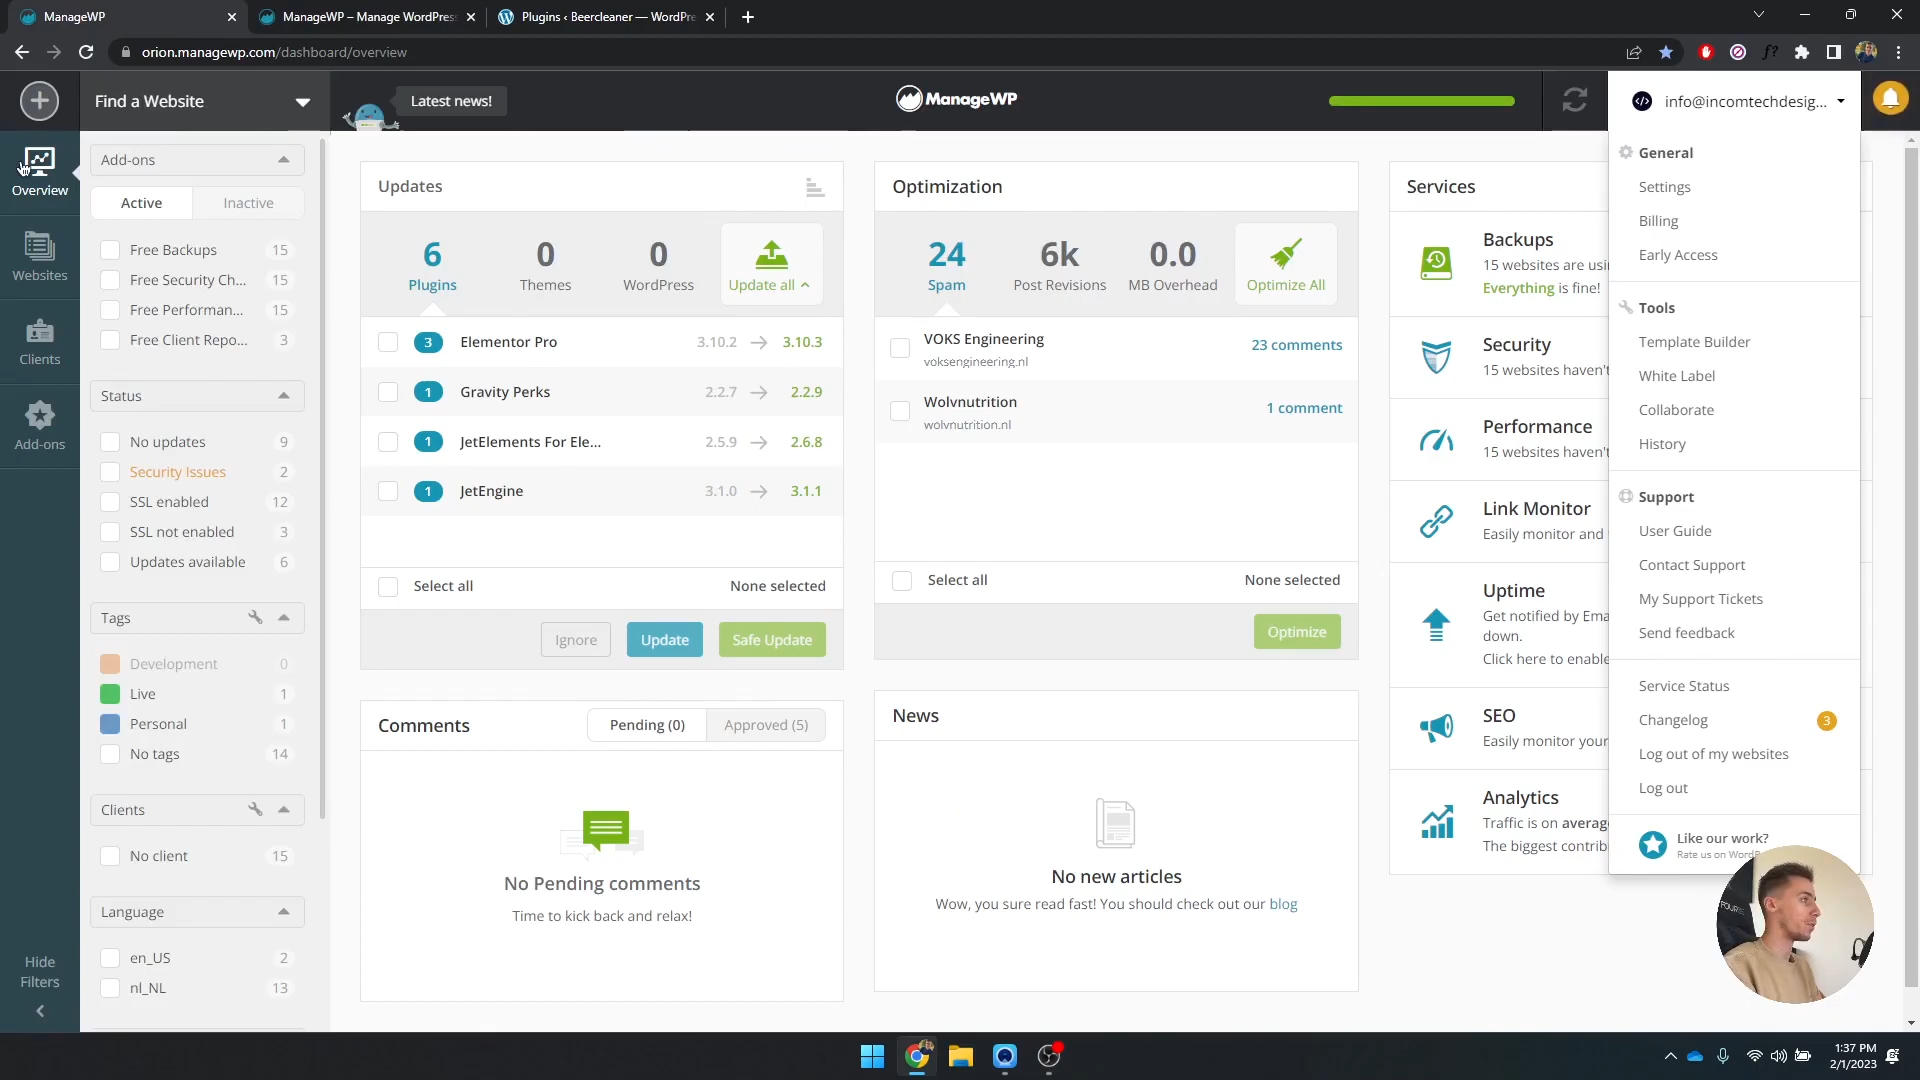 ManageWP
ManageWP – Manage WordPress
Plugins ‹ Beercleaner — WordPre
orion.managewp.com/dashboard/overview
f?
Find a Website
Latest news!
ManageWP
info@incomtechdesig...
Overview
Websites
Clients
Add-ons
Hide
Filters
Add-ons
Active
Inactive
Free Backups 15
Free Security Ch... 15
Free Performan... 15
Free Client Repo... 3
Status
No updates 9
Security Issues 2
SSL enabled 12
SSL not enabled 3
Updates available 6
Tags
Development 0
Live 1
Personal 1
No tags 14
Clients
No client 15
Language
en_US 2
nl_NL 13
Updates
6 0 0
Plugins Themes WordPress Update all
3 Elementor Pro 3.10.2 → 3.10.3
1 Gravity Perks 2.2.7 → 2.2.9
1 JetElements For Ele... 2.5.9 → 2.6.8
1 JetEngine 3.1.0 → 3.1.1
Select all None selected
Ignore Update Safe Update
Comments Pending (0) Approved (5)
No Pending comments
Time to kick back and relax!
Optimization
24 6k 0.0
Spam Post Revisions MB Overhead Optimize All
VOKS Engineering 23 comments
voksengineering.nl
Wolvnutrition 1 comment
wolvnutrition.nl
Select all None selected
Optimize
News
No new articles
Wow, you sure read fast! You should check out our blog
Services
Backups
15 websites are usi
Everything is fine!
Security
15 websites haven't
Performance
15 websites haven't
Link Monitor
Easily monitor and
Uptime
Get notified by Ema
down.
Click here to enable
SEO
Easily monitor your
Analytics
Traffic is on average
The biggest contrib
General
Settings
Billing
Early Access
Tools
Template Builder
White Label
Collaborate
History
Support
User Guide
Contact Support
My Support Tickets
Send feedback
Service Status
Changelog 3
Log out of my websites
Log out
Like our work?
Rate us on WordP
1:37 PM
2/1/2023